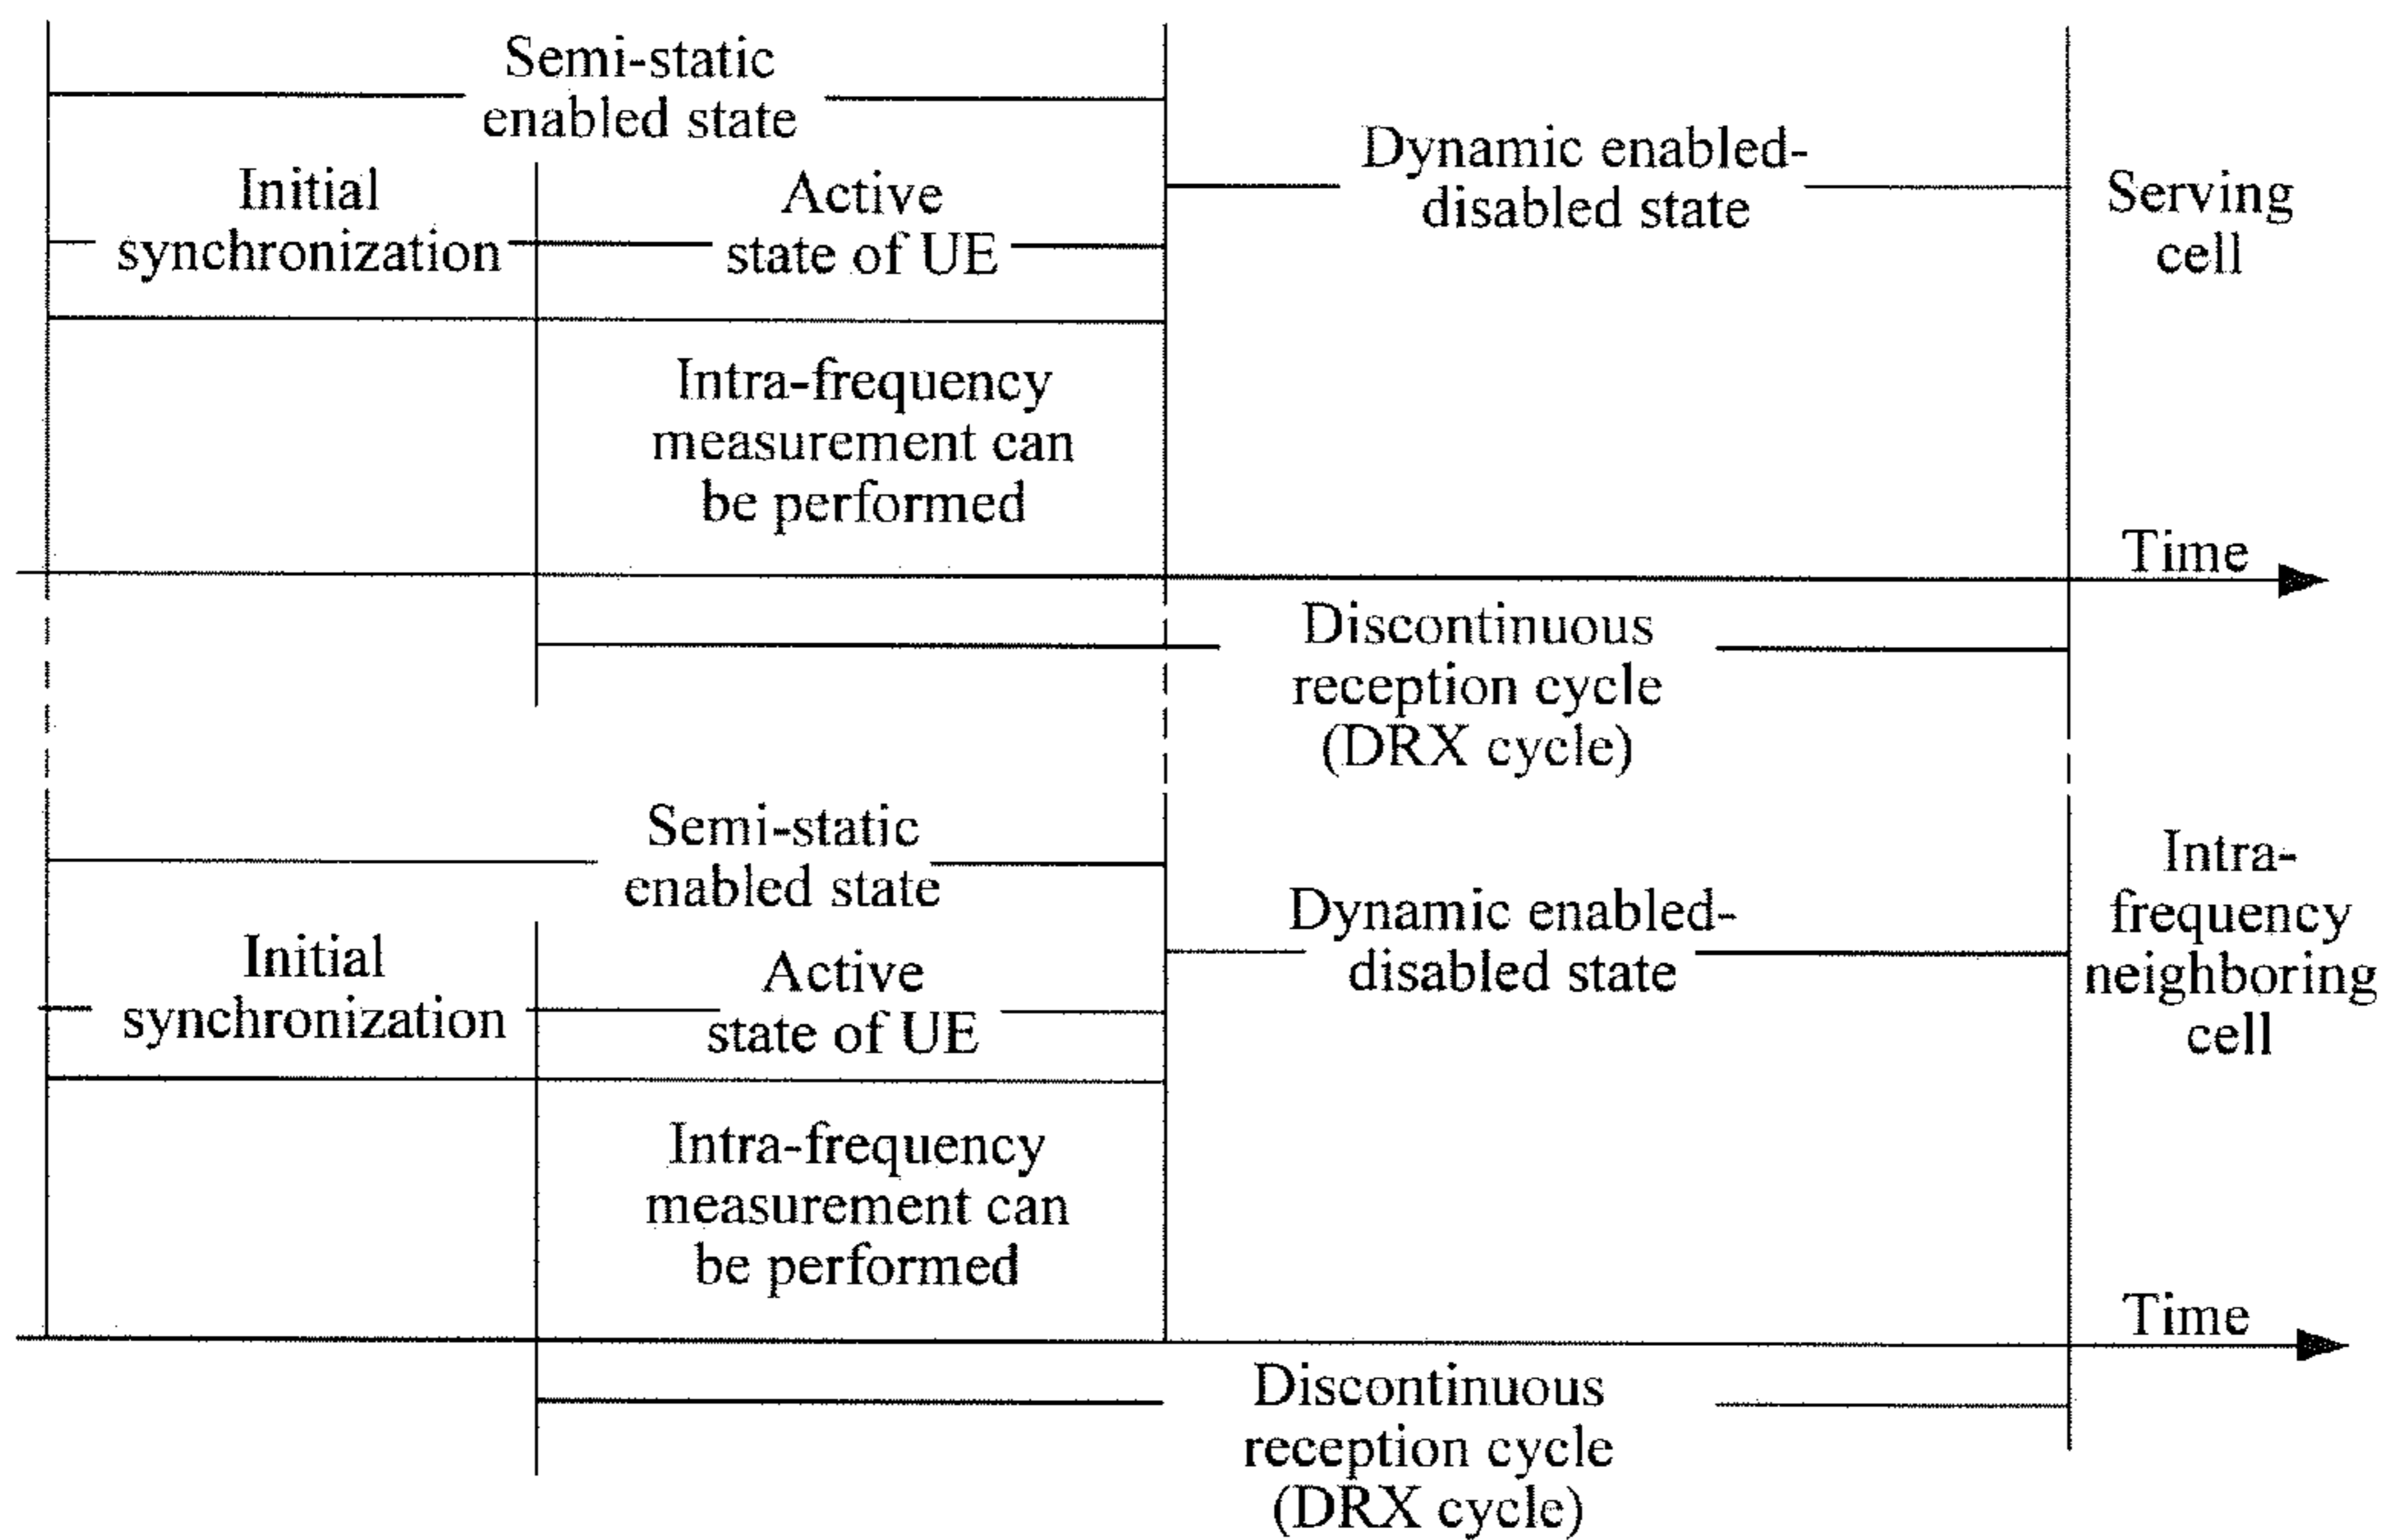 Semi-static
enabled state
Initial
synchronization
Active
state of UE
Dynamic enabled-
disabled state
Serving
cell
Intra-frequency
measurement can
be performed
Time
Discontinuous
reception cycle
(DRX cycle)
Semi-static
enabled state
Initial
synchronization
Active
state of UE
Dynamic enabled-
disabled state
Intra-
frequency
neighboring
cell
Intra-frequency
measurement can
be performed
Time
Discontinuous
reception cycle
(DRX cycle)